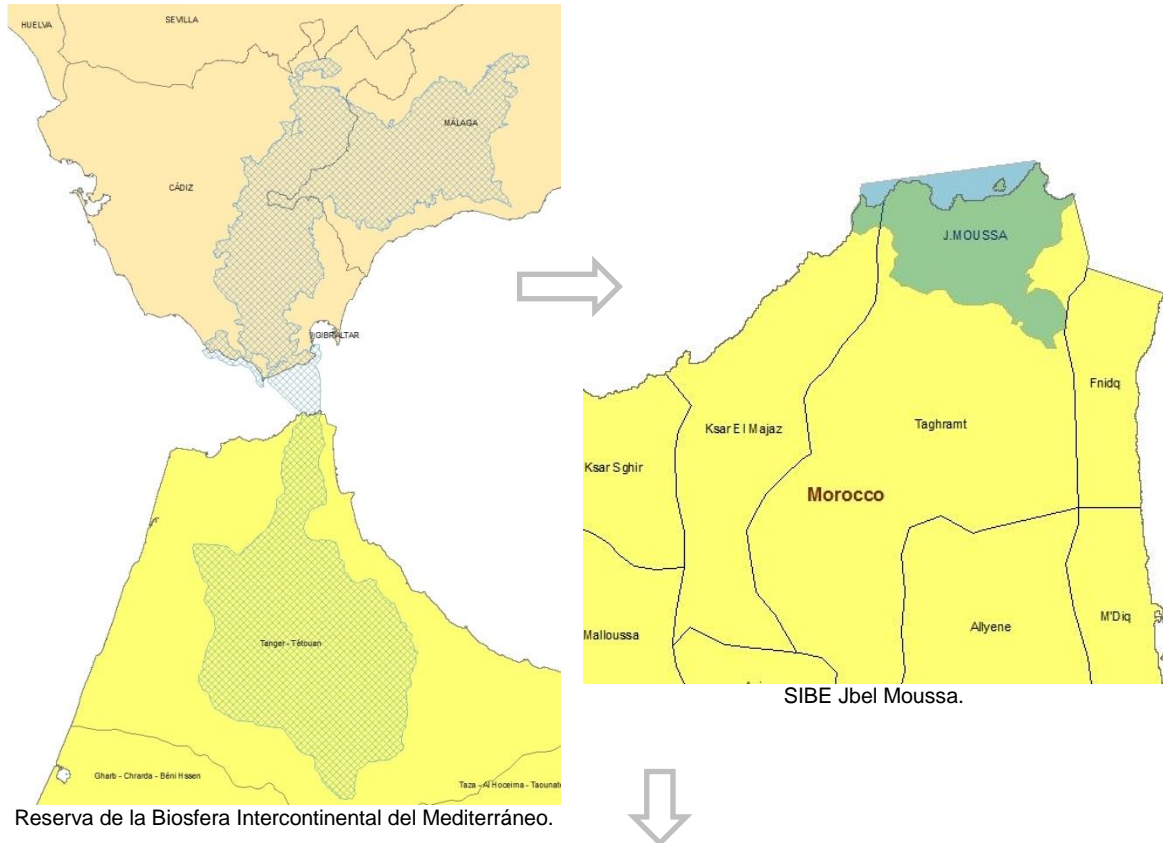 HUELVA
SEVILLA
MÁLAGA
CÁDIZ
GIBRALTAR
Tanger - Tétouan
Gharb - Chrarda - Béni Hssen
Taza - Al Hoceima - Taounate
Reserva de la Biosfera Intercontinental del Mediterráneo.
J.MOUSSA
Fnidq
Taghramt
Ksar El Majaz
Ksar Sghir
Morocco
Malloussa
Allyene
M'Diq
SIBE Jbel Moussa.